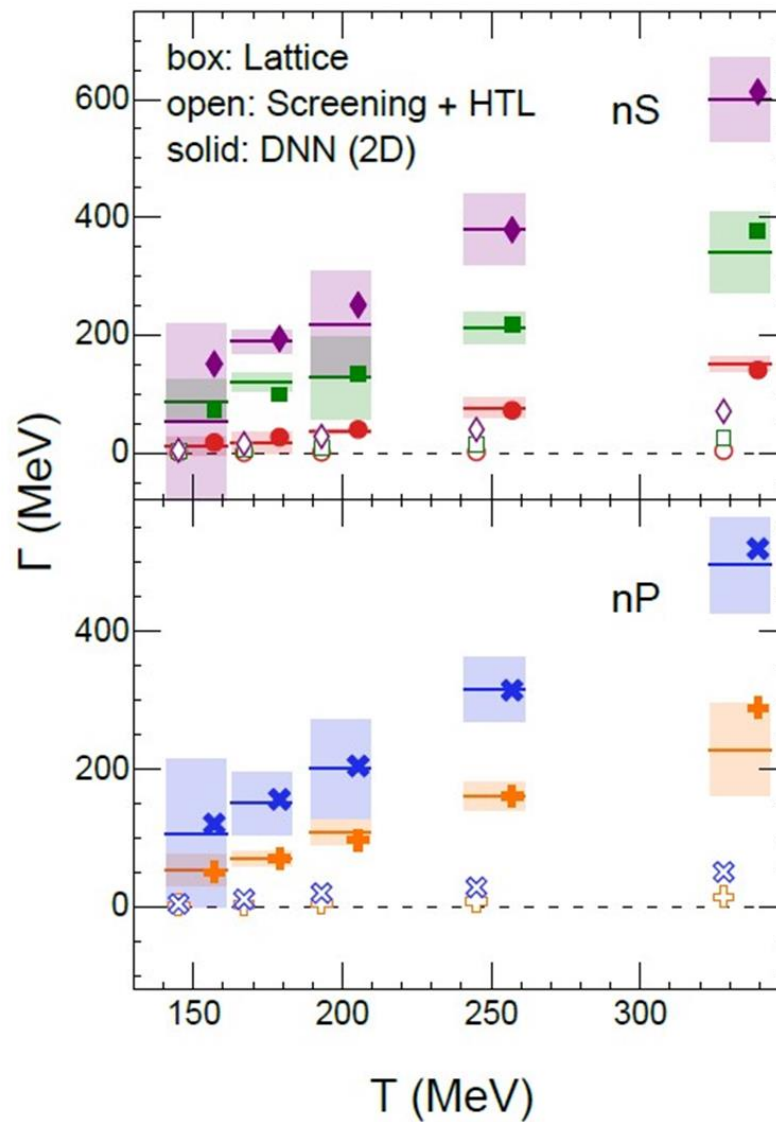 box: Lattice
open: Screening + HTL
solid: DNN (2D)
nS
600
400
200
0
Γ (MeV)
nP
400
200
0
150
200
250
300
T (MeV)